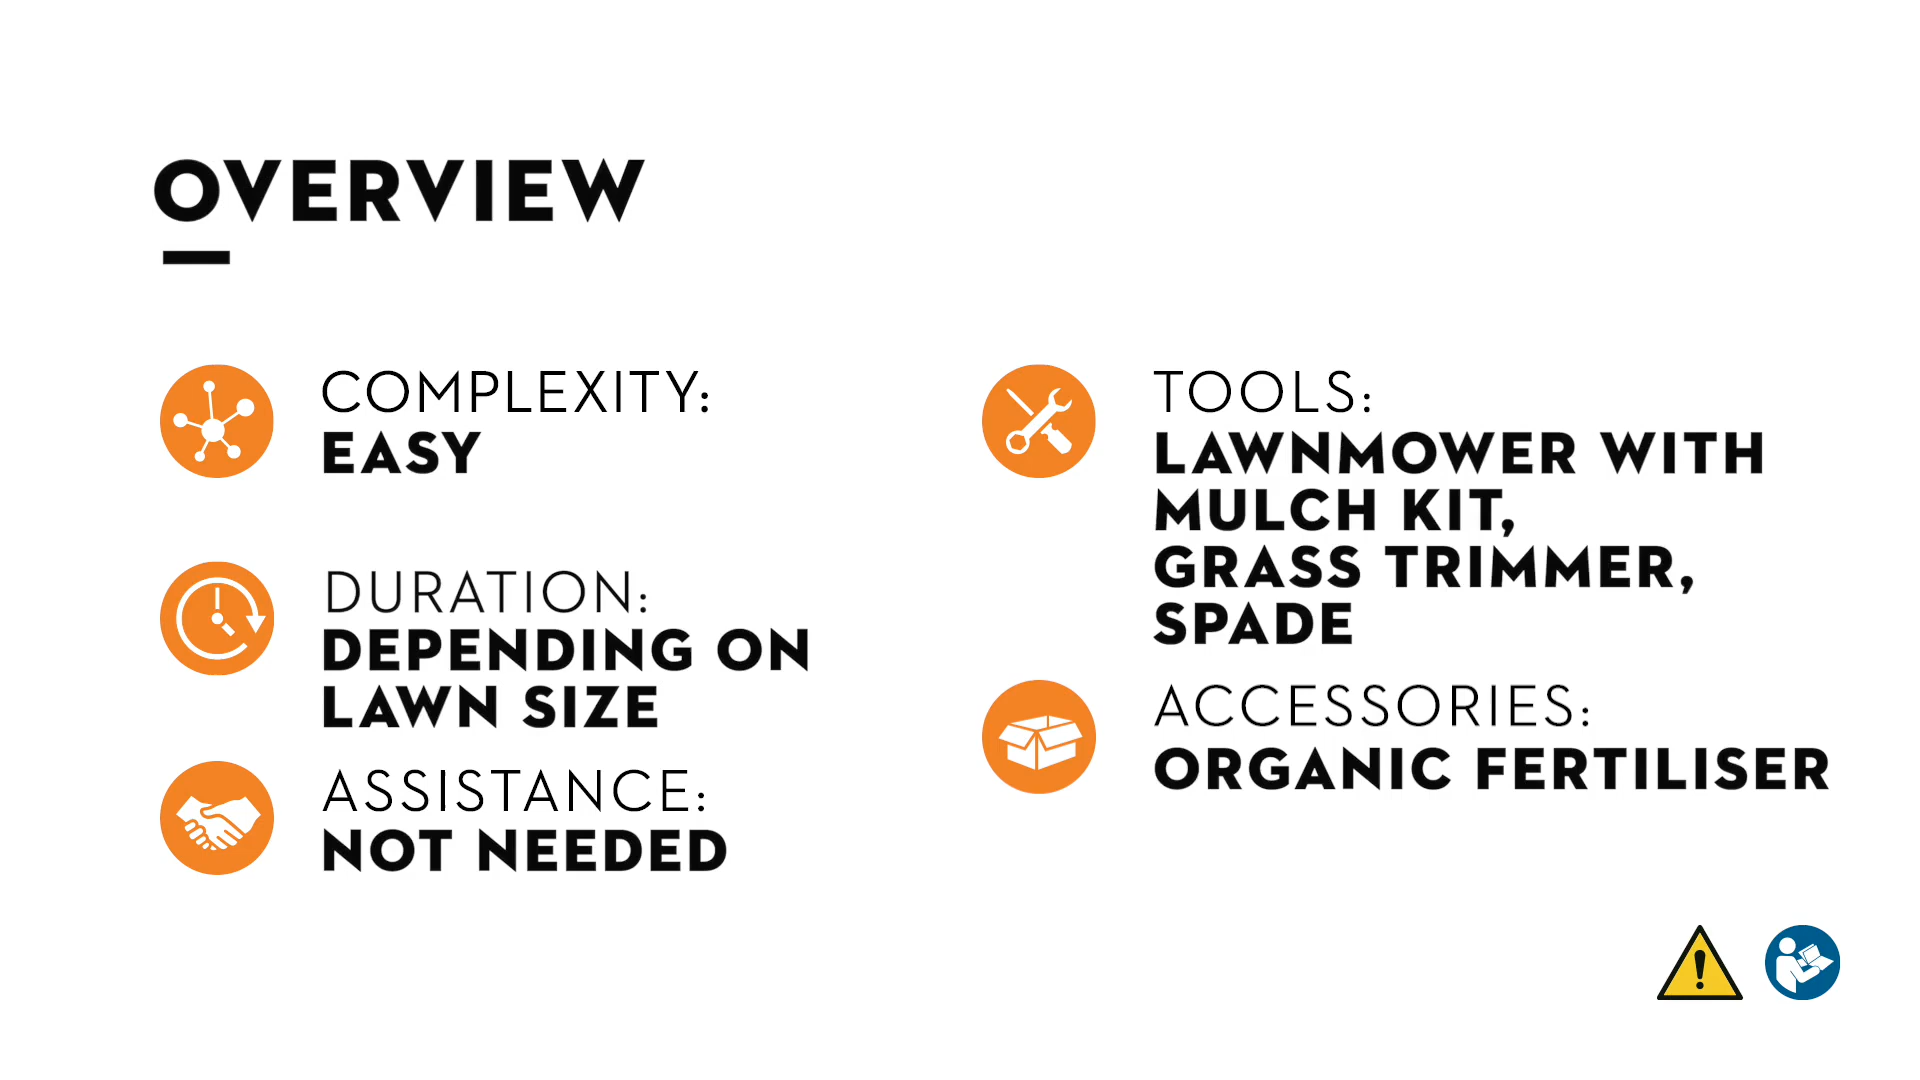 OVERVIEW
COMPLEXITY:
EASY
DURATION:
DEPENDING ON
LAWN SIZE
ASSISTANCE:
NOT NEEDED
TOOLS:
LAWNMOWER WITH
MULCH KIT,
GRASS TRIMMER,
SPADE
ACCESSORIES:
ORGANIC FERTILISER